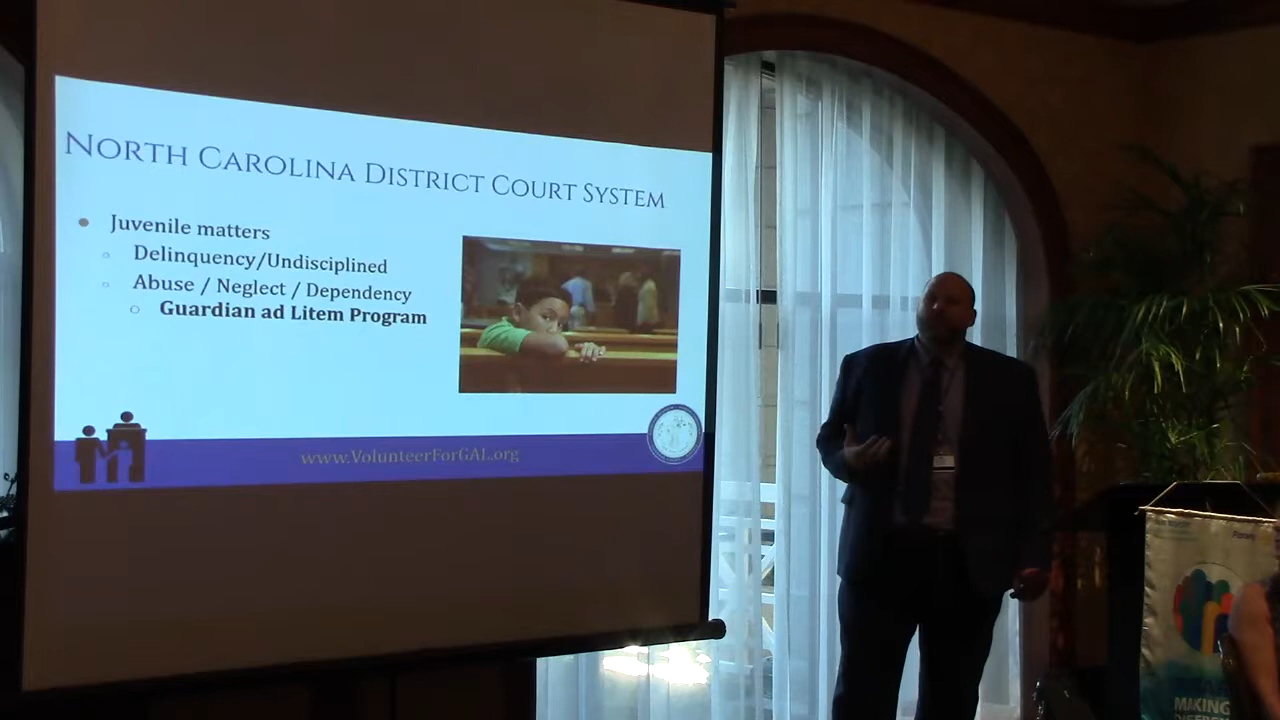 NORTH CAROLINA DISTRICT COURT SYSTEM
Juvenile matters
Delinquency/Undisciplined
Abuse / Neglect / Dependency
Guardian ad Litem Program
www.VolunteerForGAL.org
MAKING